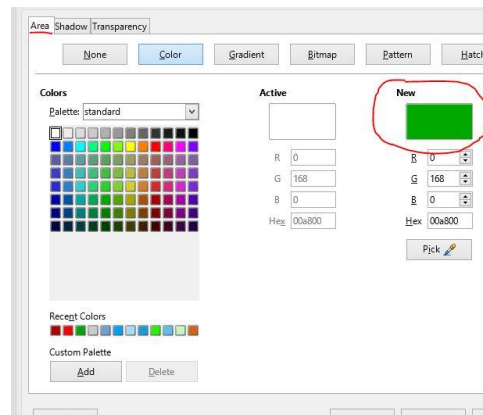 Area Shadow Transparency
None Color Gradient Bitmap Pattern Hatch
Colors Active New
Palette: standard
R 0 R 0
G 168 G 168
B 0 B 0
Hex 00a800 Hex 00a800
Pick
Recent Colors
Custom Palette
Add Delete